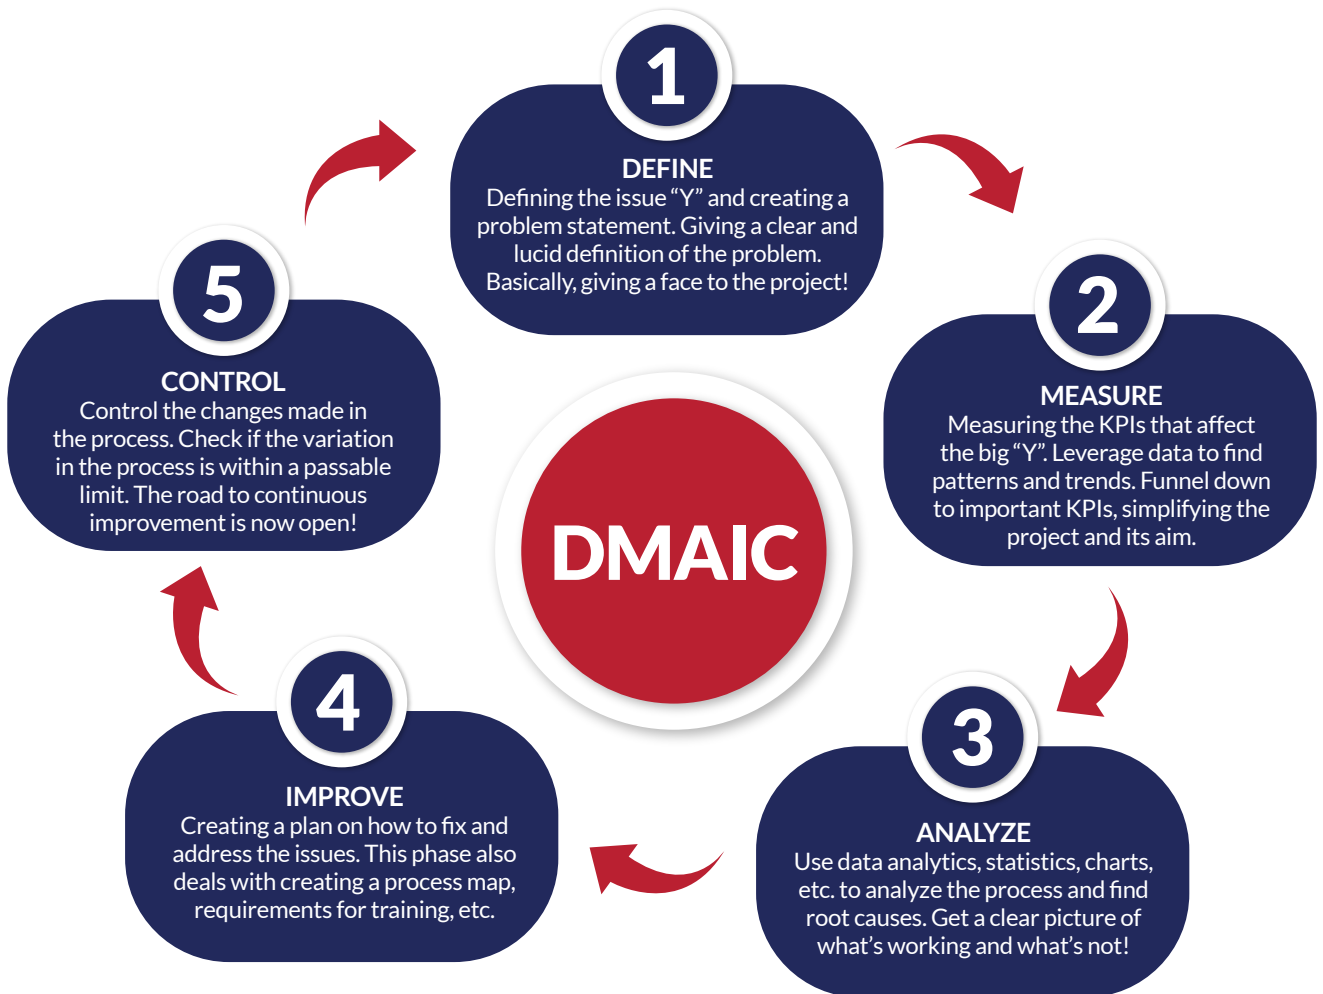 1
DEFINE
Defining the issue “Y” and creating a
problem statement. Giving a clear and
lucid definition of the problem.
Basically, giving a face to the project!
2
MEASURE
Measuring the KPIs that affect
the big “Y”. Leverage data to find
patterns and trends. Funnel down
to important KPIs, simplifying the
project and its aim.
3
ANALYZE
Use data analytics, statistics, charts,
etc. to analyze the process and find
root causes. Get a clear picture of
what’s working and what’s not!
4
IMPROVE
Creating a plan on how to fix and
address the issues. This phase also
deals with creating a process map,
requirements for training, etc.
5
CONTROL
Control the changes made in
the process. Check if the variation
in the process is within a passable
limit. The road to continuous
improvement is now open!
DMAIC